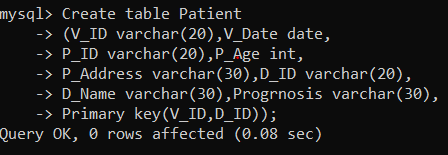 mysql> Create table Patient
-> (V_ID varchar(20),V_Date date,
-> P_ID varchar(20),P_Age int,
-> P_Address varchar(30),D_ID varchar(20),
-> D_Name varchar(30),Progrnosis varchar(30),
-> Primary key(V_ID,D_ID));
Query OK, 0 rows affected (0.08 sec)